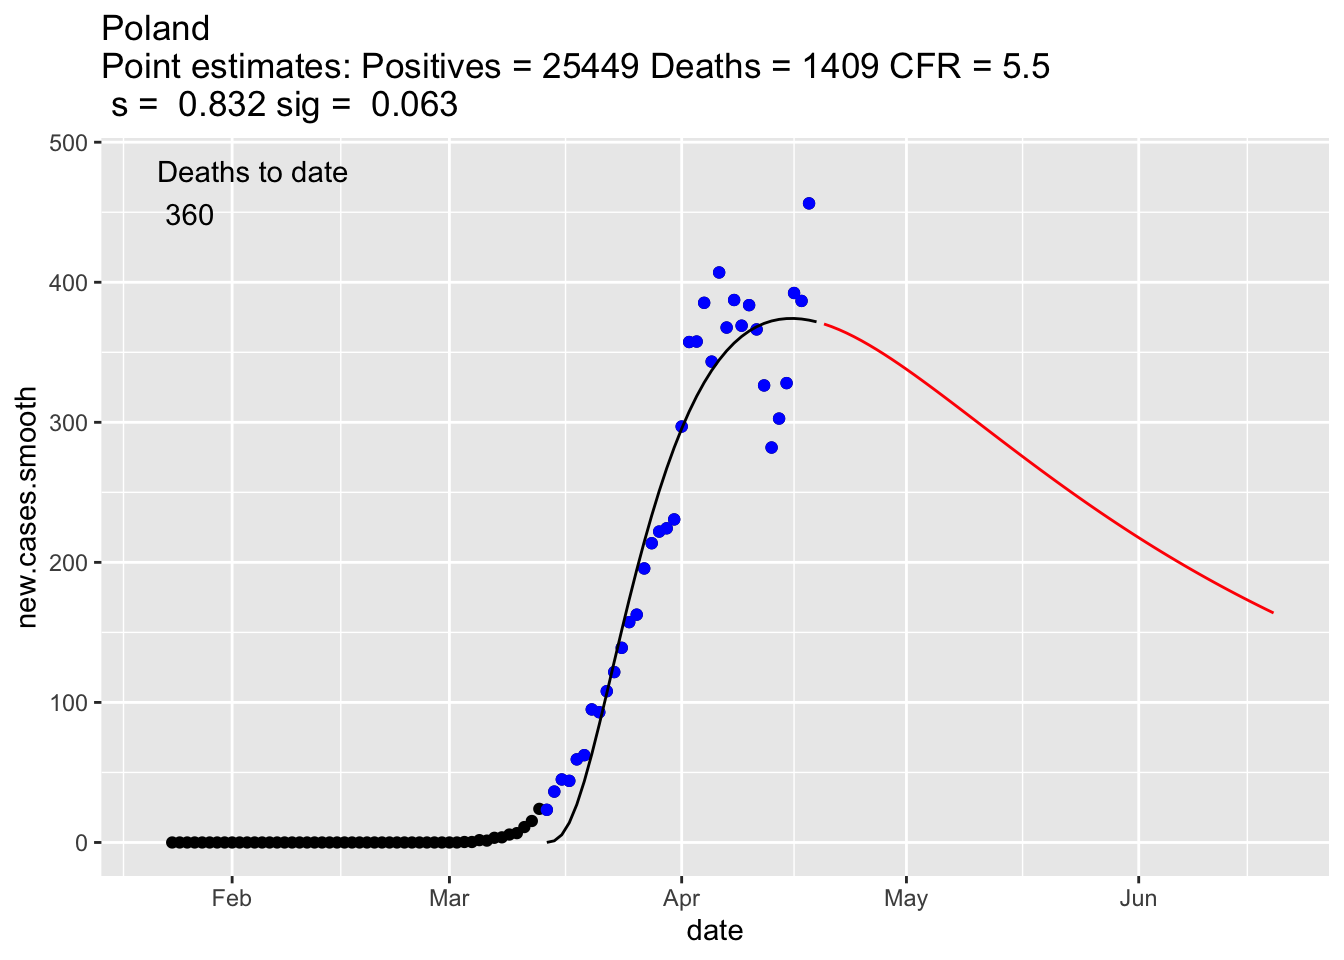 Poland
Point estimates: Positives = 25449 Deaths = 1409 CFR = 5.5
s = 0.832 sig = 0.063
Deaths to date
360
new.cases.smooth
500
400
300
200
100
0
Feb
Mar
Apr
May
Jun
date